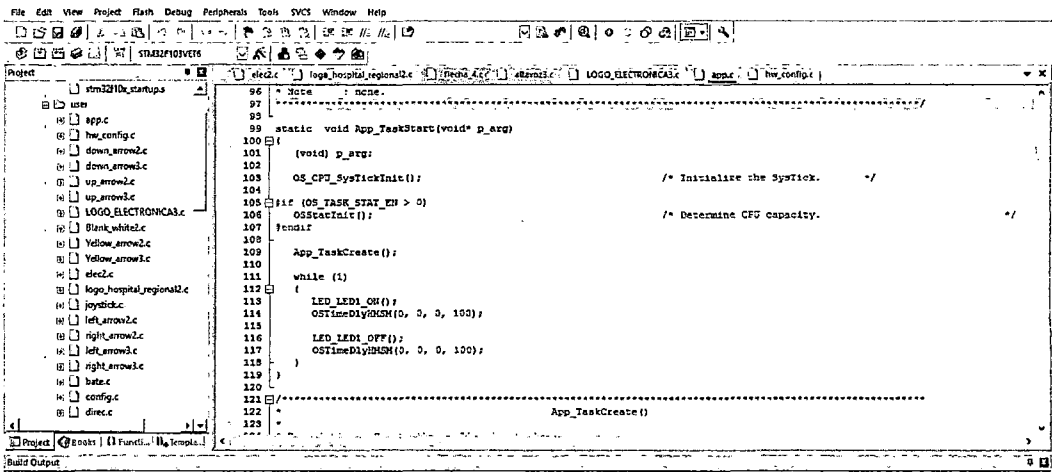 File Edit View Project Flash Debug Peripherals Tools SVCS Window Help
STM32F103VET6
Project
elec2.c logo_hospital_regional2.c flecha_4.c altavoz3.c LOGO_ELECTRONICA3.c app.c hw_config.c
stm32f10x_startup.s
user
app.c
hw_config.c
down_arrow2.c
down_arrow3.c
up_arrow2.c
up_arrow3.c
LOGO_ELECTRONICA3.c
Blank_white2.c
Yellow_arrow2.c
Yellow_arrow3.c
elec2.c
logo_hospital_regional2.c
joystick.c
left_arrow2.c
right_arrow2.c
left_arrow3.c
right_arrow3.c
bate.c
config.c
direc.c
Project Books Functi... Templa...
96 * Note : none.
97 ***/
98
99 static void App_TaskStart(void* p_arg)
100 {
101 (void) p_arg;
102
103 OS_CPU_SysTickInit(); /* Initialize the SysTick. */
104
105 #if (OS_TASK_STAT_EN > 0)
106 OSStatInit(); /* Determine CPU capacity. */
107 #endif
108
109 App_TaskCreate();
110
111 while (1)
112 {
113 LED_LED1_ON();
114 OSTimeDlyHMSM(0, 0, 0, 100);
115
116 LED_LED1_OFF();
117 OSTimeDlyHMSM(0, 0, 0, 100);
118 }
119 }
120
121 /***
122 * App_TaskCreate()
123 *
Build Output